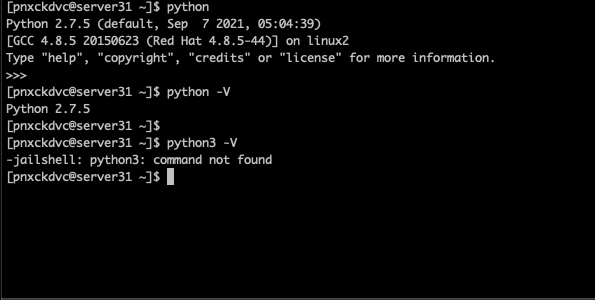 [pnxckdvc@server31 ~]$ python
Python 2.7.5 (default, Sep  7 2021, 05:04:39)
[GCC 4.8.5 20150623 (Red Hat 4.8.5-44)] on linux2
Type "help", "copyright", "credits" or "license" for more information.
>>>
[pnxckdvc@server31 ~]$ python -V
Python 2.7.5
[pnxckdvc@server31 ~]$
[pnxckdvc@server31 ~]$ python3 -V
-jailshell: python3: command not found
[pnxckdvc@server31 ~]$